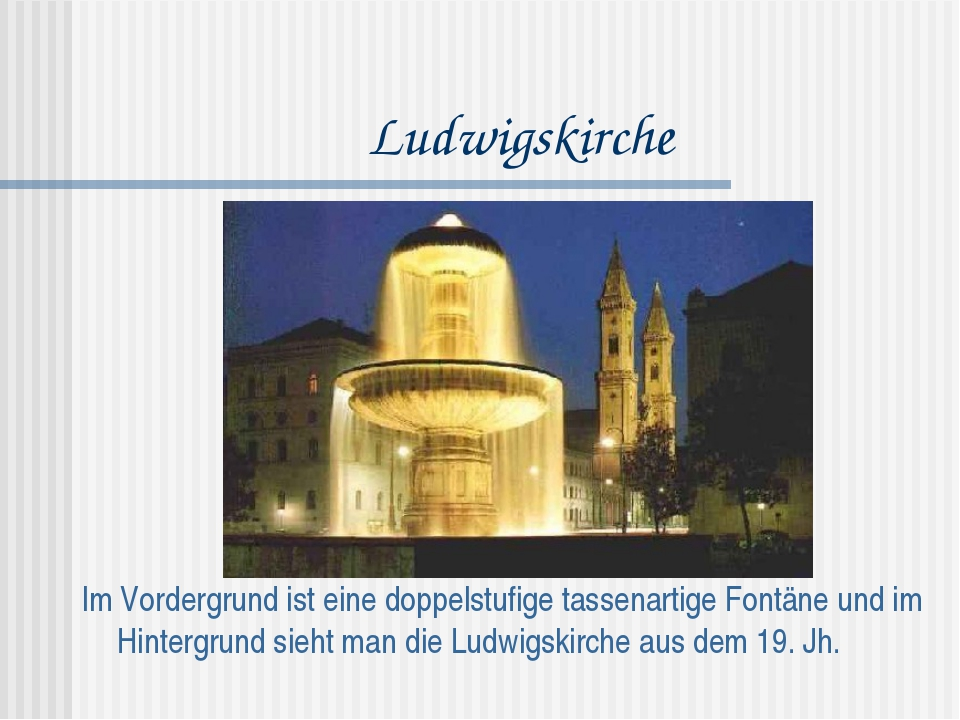 Ludwigskirche
Im Vordergrund ist eine doppelstufige tassenartige Fontäne und im
Hintergrund sieht man die Ludwigskirche aus dem 19. Jh.